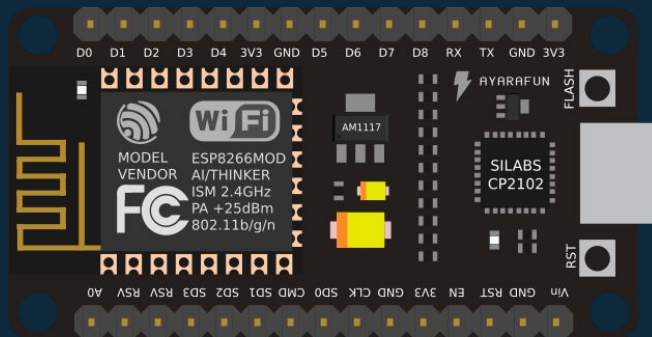 D0 D1 D2 D3 D4 3V3 GND D5 D6 D7 D8 RX TX GND 3V3
AYARAFUN
FLASH
Wi Fi
MODEL
VENDOR
ESP8266MOD
AI/THINKER
ISM 2.4GHz
PA +25dBm
802.11b/g/n
FC
AM1117
SILABS
CP2102
RST
A0 RSV RSV SD3 SD2 SD1 CMD SD0 CLK GND 3V3 EN RST GND Vin